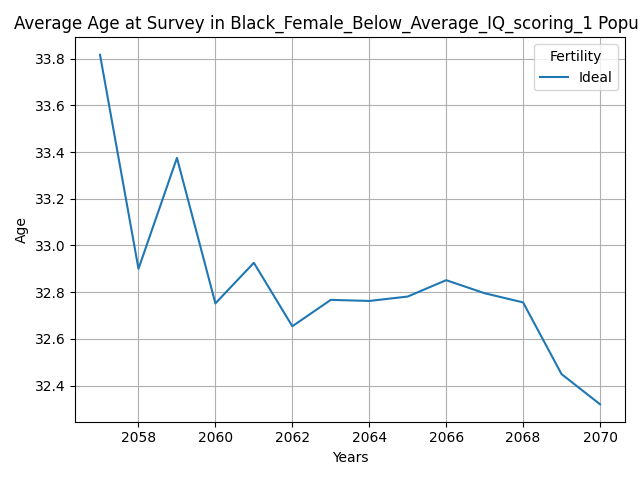 Average Age at Survey in Black_Female_Below_Average_IQ_scoring_1 Popu
33.8
33.6
33.4
33.2
33.0
32.8
32.6
32.4
Age
Fertility
Ideal
2058 2060 2062 2064 2066 2068 2070
Years